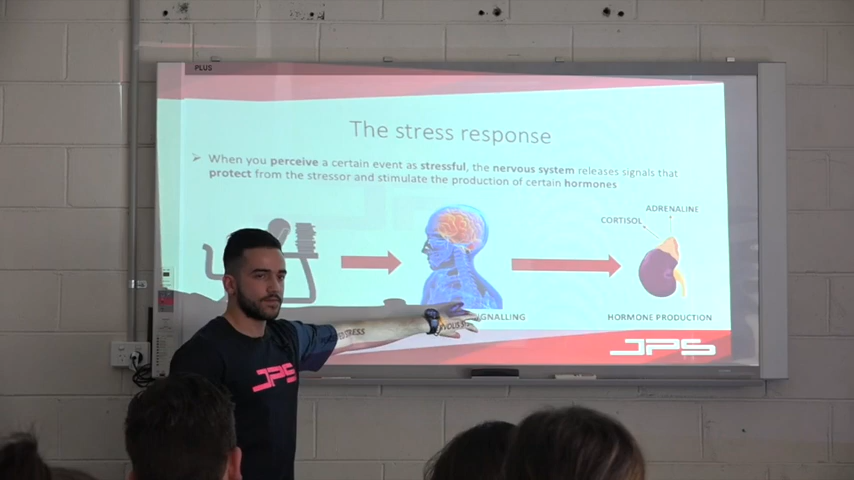 PLUS
The stress response
➤ When you perceive a certain event as stressful, the nervous system releases signals that
protect from the stressor and stimulate the production of certain hormones
ADRENALINE
CORTISOL
STRESS
SIGNALLING
HORMONE PRODUCTION
JPS
JPS